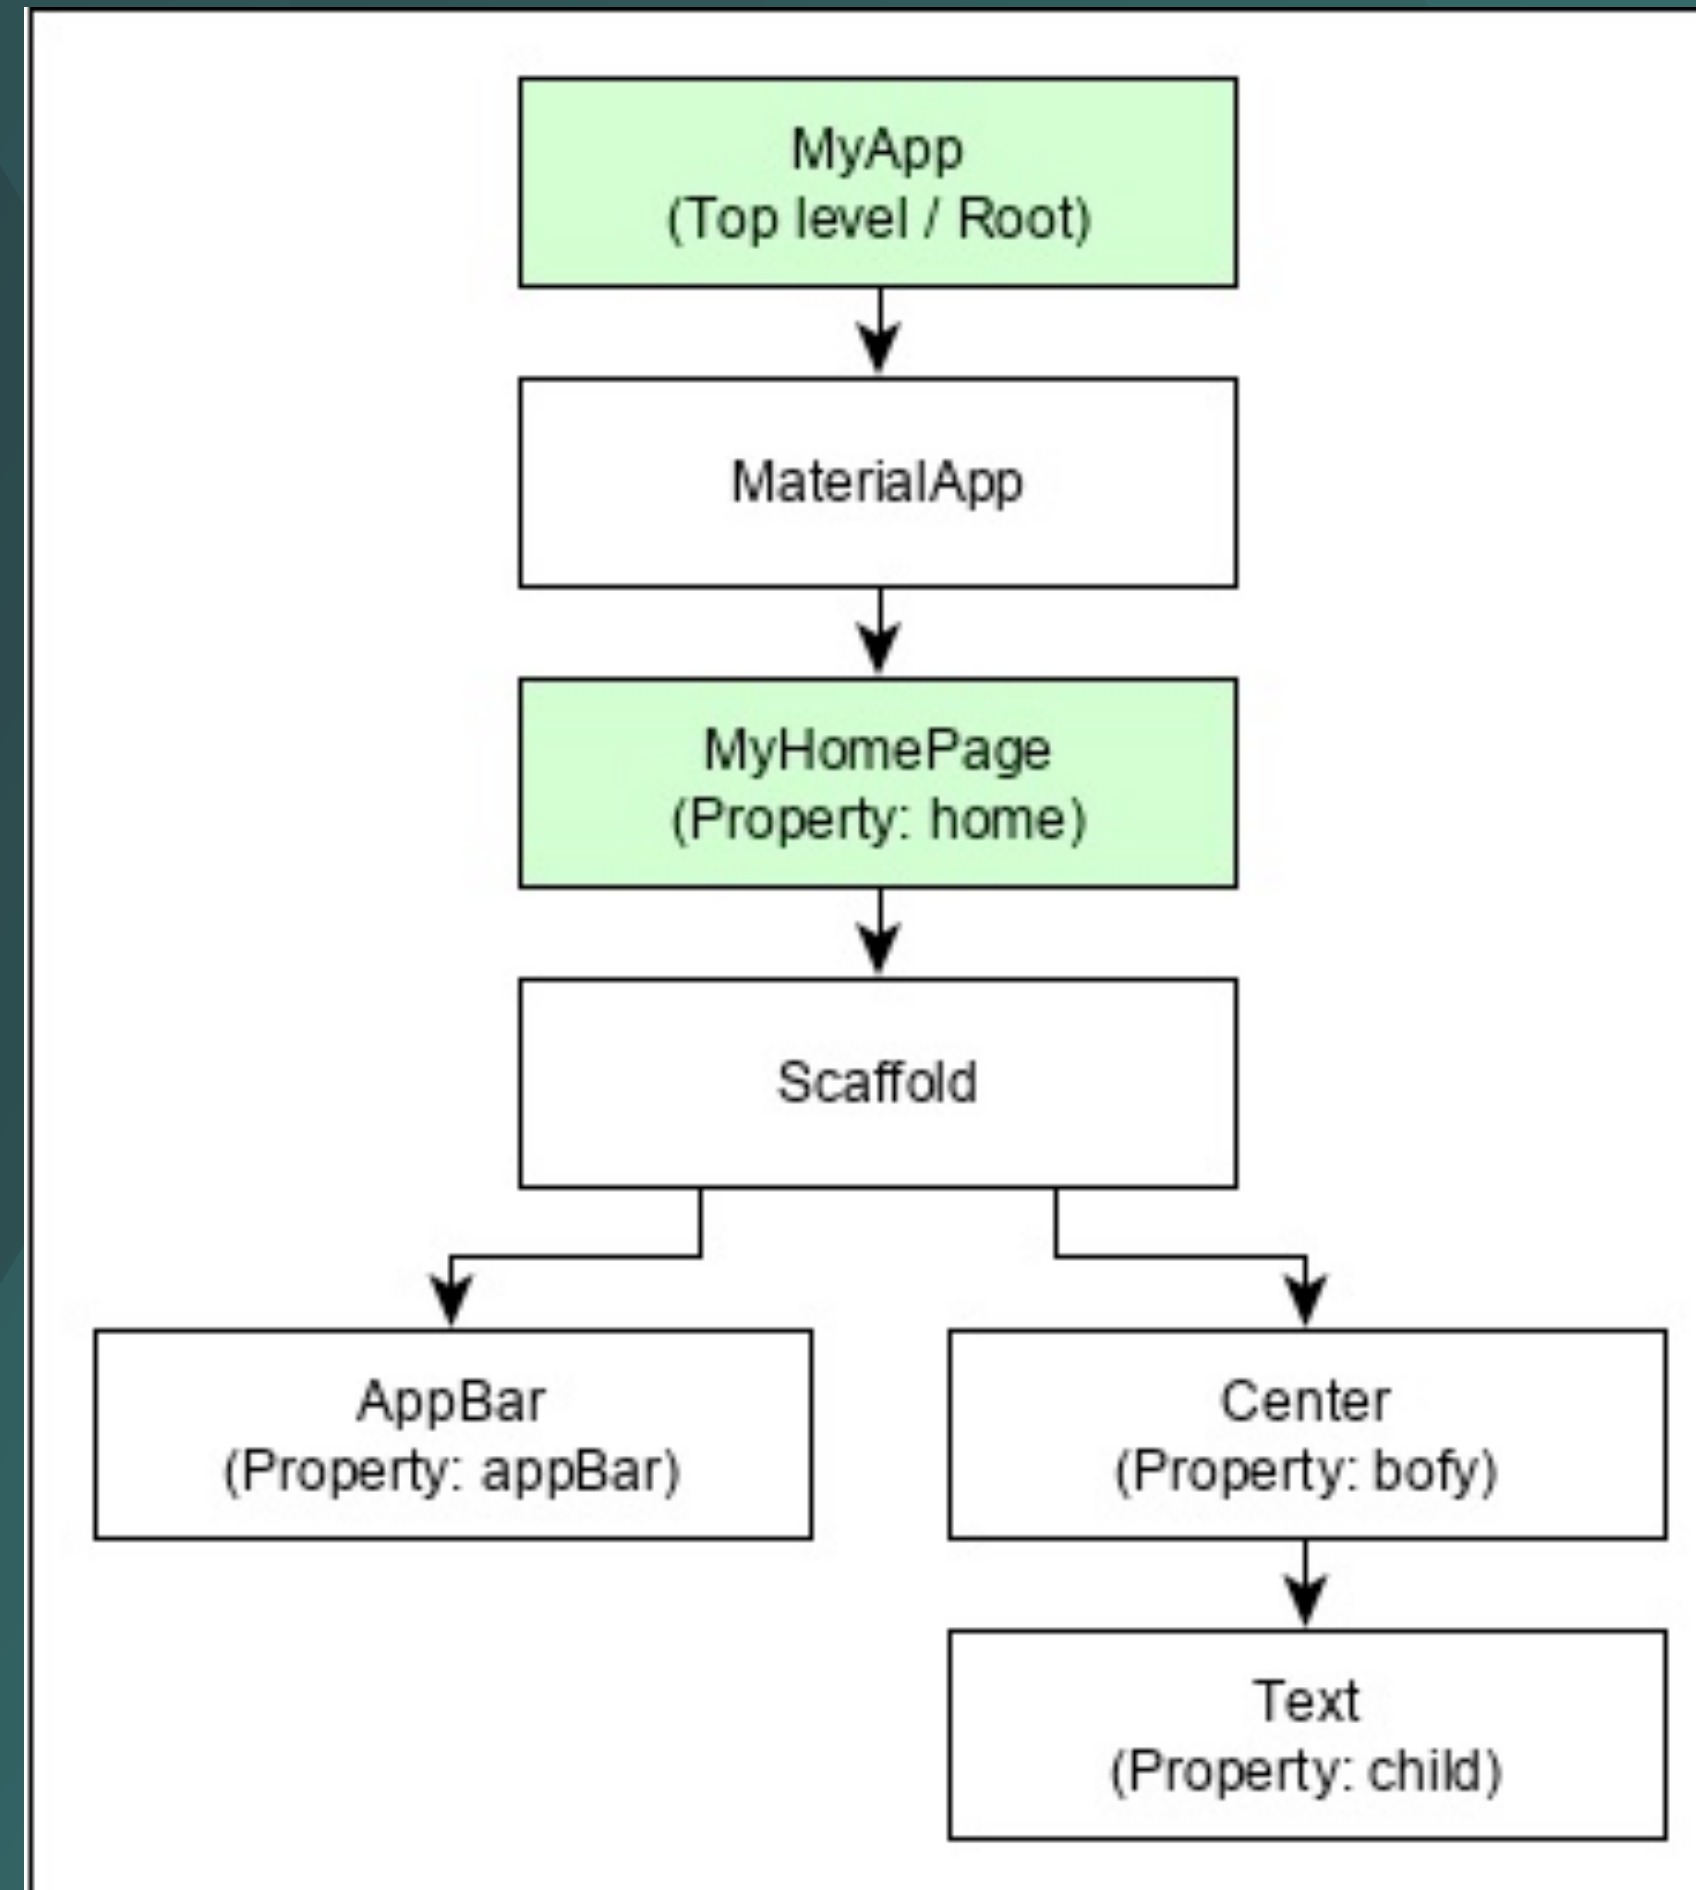 MyApp
(Top level / Root)
MaterialApp
MyHomePage
(Property: home)
Scaffold
AppBar
(Property: appBar)
Center
(Property: bofy)
Text
(Property: child)